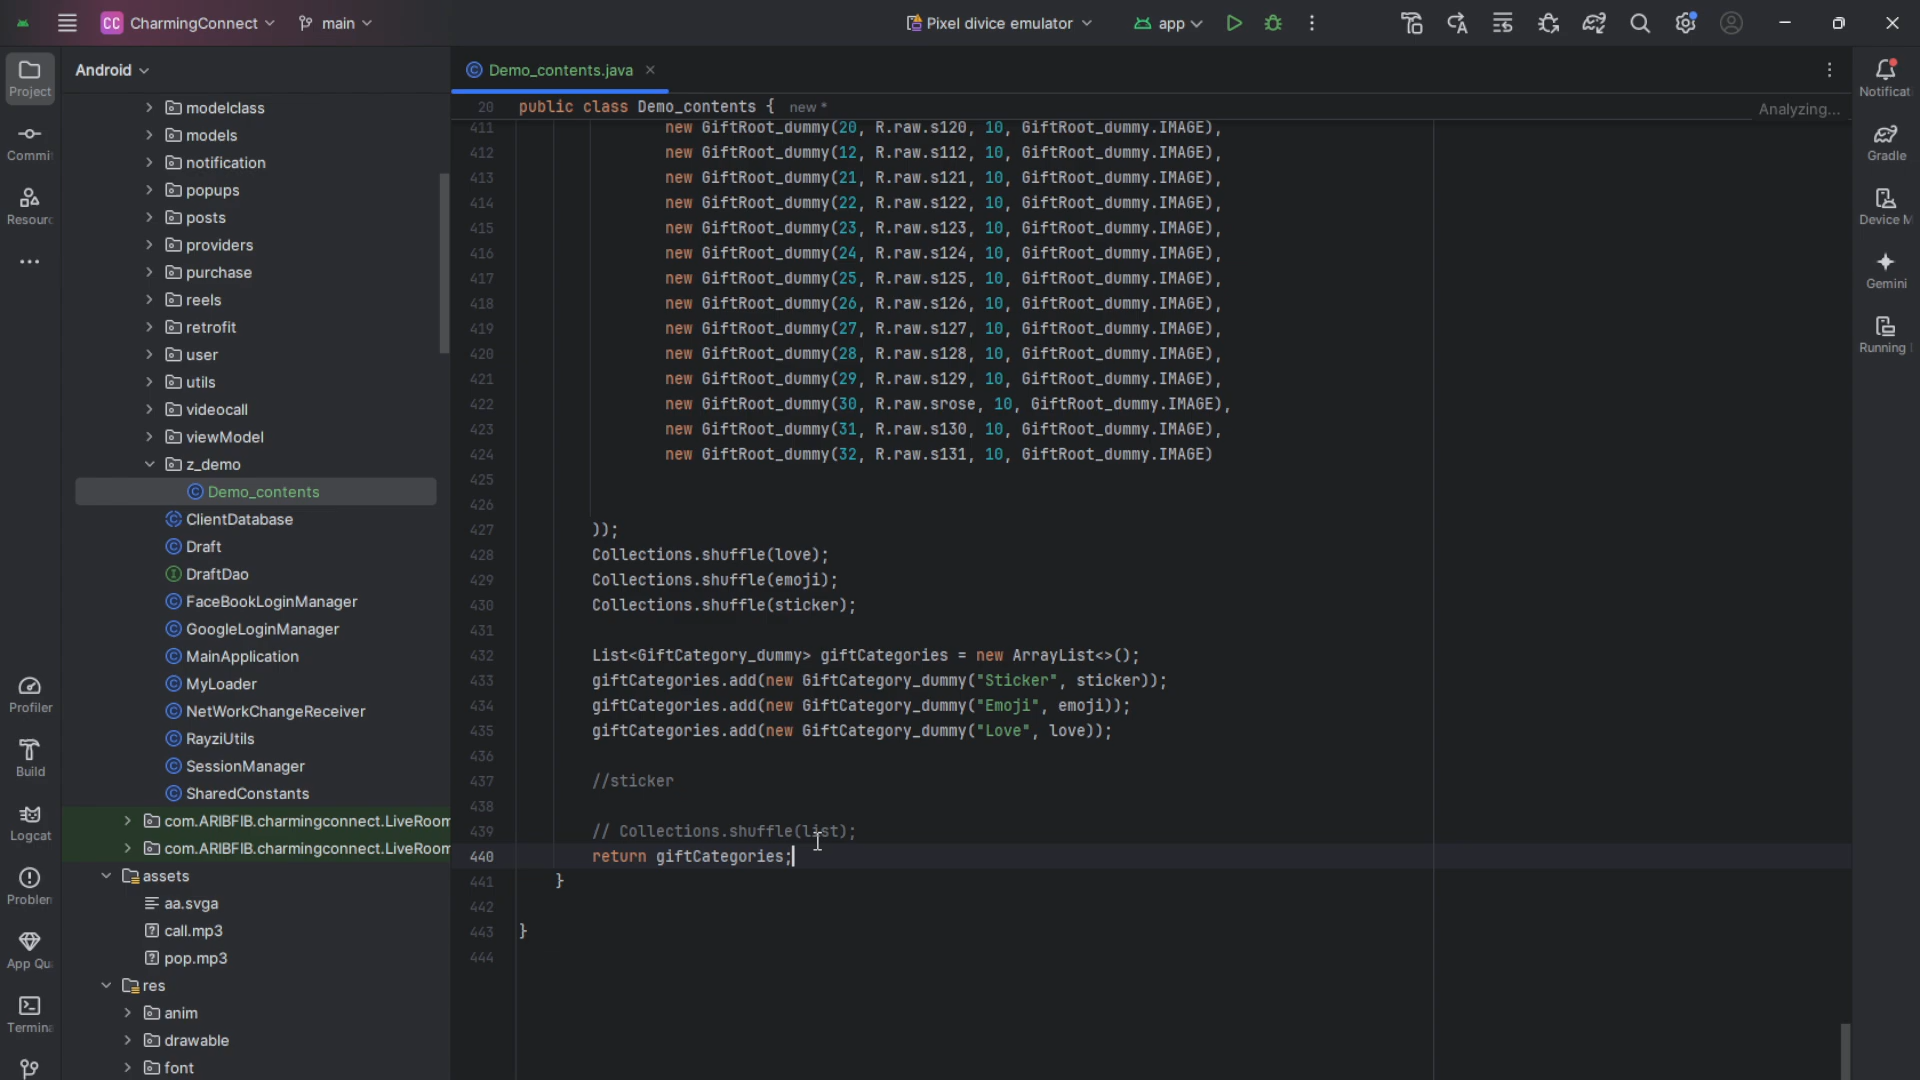 CC CharmingConnect main Pixel divice emulator app
Project
Commi
Resourc
Profiler
Build
Logcat
Problen
App Qu
Termina
Android
modelclass
models
notification
popups
posts
providers
purchase
reels
retrofit
user
utils
videocall
viewModel
z_demo
Demo_contents
ClientDatabase
Draft
DraftDao
FaceBookLoginManager
GoogleLoginManager
MainApplication
MyLoader
NetWorkChangeReceiver
RayziUtils
SessionManager
SharedConstants
com.ARIBFIB.charmingconnect.LiveRoom
com.ARIBFIB.charmingconnect.LiveRoom
assets
aa.svga
call.mp3
pop.mp3
res
anim
drawable
font
Demo_contents.java
20 public class Demo_contents { new *
Analyzing...
411 new GiftRoot_dummy(20, R.raw.s120, 10, GiftRoot_dummy.IMAGE),
412 new GiftRoot_dummy(12, R.raw.s112, 10, GiftRoot_dummy.IMAGE),
413 new GiftRoot_dummy(21, R.raw.s121, 10, GiftRoot_dummy.IMAGE),
414 new GiftRoot_dummy(22, R.raw.s122, 10, GiftRoot_dummy.IMAGE),
415 new GiftRoot_dummy(23, R.raw.s123, 10, GiftRoot_dummy.IMAGE),
416 new GiftRoot_dummy(24, R.raw.s124, 10, GiftRoot_dummy.IMAGE),
417 new GiftRoot_dummy(25, R.raw.s125, 10, GiftRoot_dummy.IMAGE),
418 new GiftRoot_dummy(26, R.raw.s126, 10, GiftRoot_dummy.IMAGE),
419 new GiftRoot_dummy(27, R.raw.s127, 10, GiftRoot_dummy.IMAGE),
420 new GiftRoot_dummy(28, R.raw.s128, 10, GiftRoot_dummy.IMAGE),
421 new GiftRoot_dummy(29, R.raw.s129, 10, GiftRoot_dummy.IMAGE),
422 new GiftRoot_dummy(30, R.raw.srose, 10, GiftRoot_dummy.IMAGE),
423 new GiftRoot_dummy(31, R.raw.s130, 10, GiftRoot_dummy.IMAGE),
424 new GiftRoot_dummy(32, R.raw.s131, 10, GiftRoot_dummy.IMAGE)
425
426
427 ));
428 Collections.shuffle(love);
429 Collections.shuffle(emoji);
430 Collections.shuffle(sticker);
431
432 List<GiftCategory_dummy> giftCategories = new ArrayList<>();
433 giftCategories.add(new GiftCategory_dummy("Sticker", sticker));
434 giftCategories.add(new GiftCategory_dummy("Emoji", emoji));
435 giftCategories.add(new GiftCategory_dummy("Love", love));
436
437 //sticker
438
439 // Collections.shuffle(list);
440 return giftCategories;
441 }
442
443 }
444
Notificat
Gradle
Device M
Gemini
Running